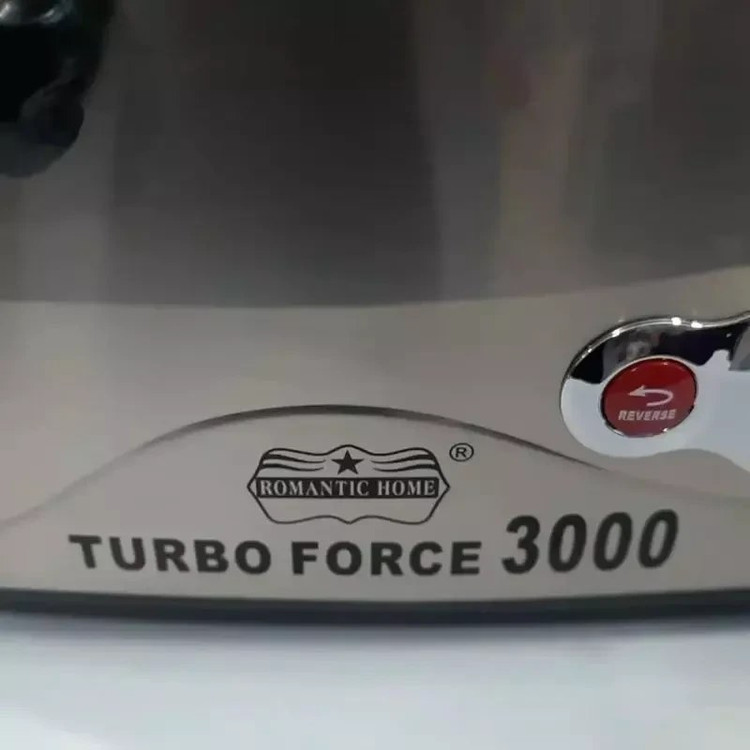 REVERSE
ROMANTIC HOME ®
TURBO FORCE 3000